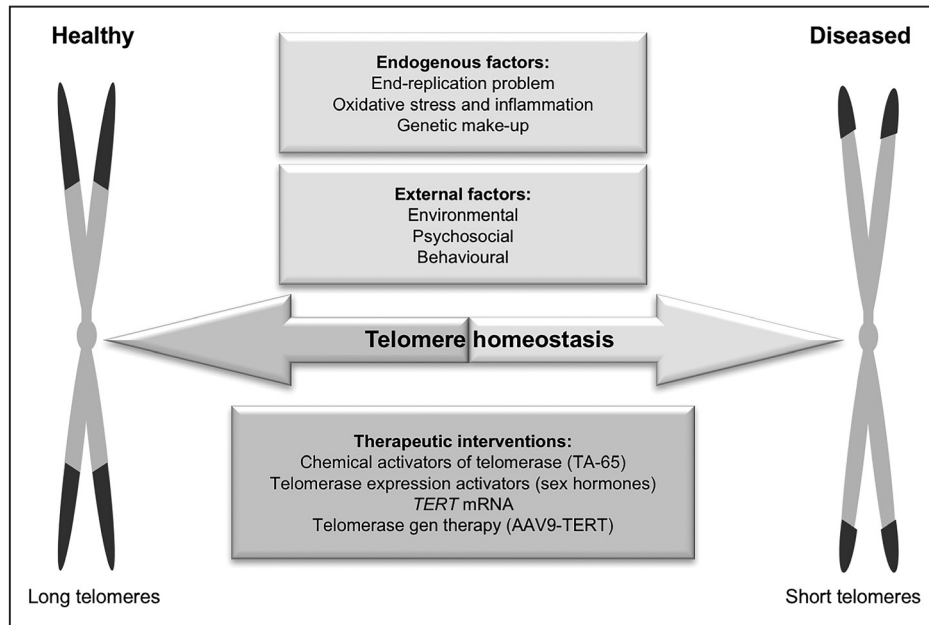 Healthy
Diseased
Endogenous factors:
End-replication problem
Oxidative stress and inflammation
Genetic make-up
External factors:
Environmental
Psychosocial
Behavioural
Telomere homeostasis
Therapeutic interventions:
Chemical activators of telomerase (TA-65)
Telomerase expression activators (sex hormones)
TERT mRNA
Telomerase gen therapy (AAV9-TERT)
Long telomeres
Short telomeres